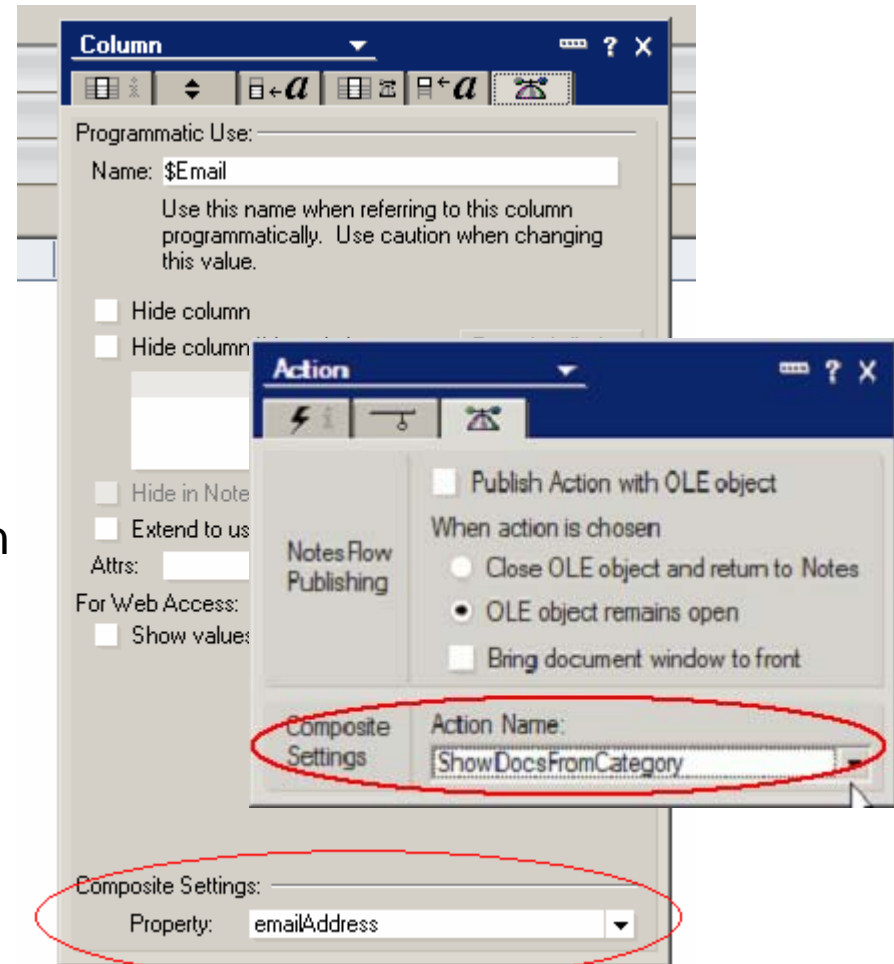 Column
? X
a
a
Programmatic Use:
Name: $Email
Use this name when referring to this column
programmatically. Use caution when changing
this value.
Hide column
Hide column
Hide in Note
Extend to us
Attrs:
For Web Access:
Show values
Composite Settings:
Property: emailAddress
Action
? X
Publish Action with OLE object
When action is chosen
NotesFlow
Publishing
Close OLE object and return to Notes
OLE object remains open
Bring document window to front
Composite
Settings
Action Name:
ShowDocsFromCategory
n